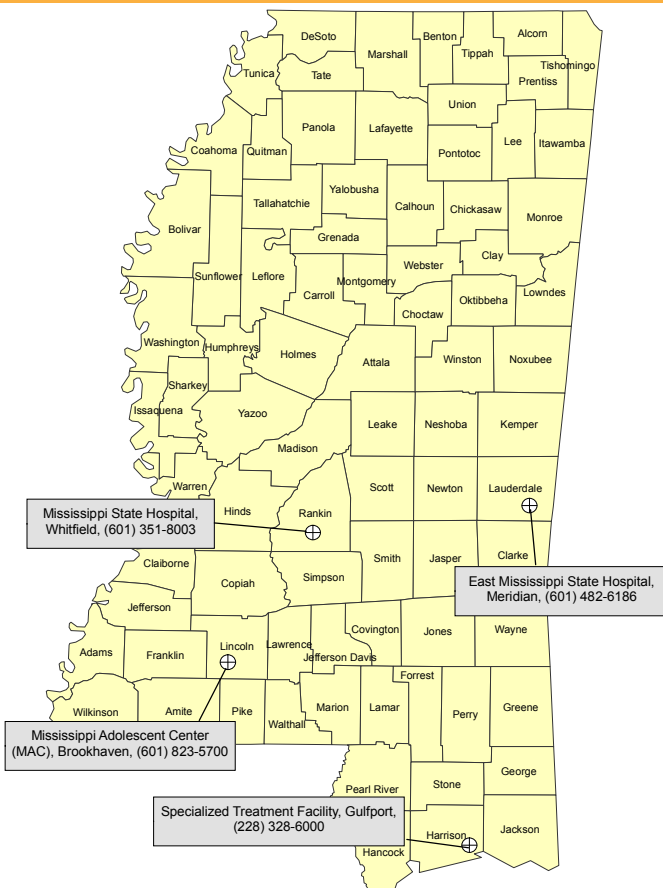 DeSoto
Marshall
Benton
Tippah
Alcorn
Tishomingo
Prentiss
Tunica
Tate
Union
Panola
Lafayette
Lee
Itawamba
Pontotoc
Coahoma
Quitman
Tallahatchie
Yalobusha
Calhoun
Chickasaw
Monroe
Bolivar
Grenada
Sunflower
Leflore
Carroll
Montgomery
Webster
Clay
Lowndes
Oktibbeha
Choctaw
Washington
Humphreys
Holmes
Attala
Winston
Noxubee
Sharkey
Issaquena
Yazoo
Leake
Neshoba
Kemper
Madison
Warren
Scott
Newton
Lauderdale
Hinds
Rankin
Mississippi State Hospital,
Whitfield, (601) 351-8003
Smith
Jasper
Clarke
Claiborne
Copiah
Simpson
East Mississippi State Hospital,
Meridian, (601) 482-6186
Jefferson
Adams
Franklin
Lincoln
Lawrence
Jefferson Davis
Covington
Jones
Wayne
Forrest
Wilkinson
Amite
Pike
Walthall
Marion
Lamar
Perry
Greene
Mississippi Adolescent Center
(MAC), Brookhaven, (601) 823-5700
Pearl River
Stone
George
Specialized Treatment Facility, Gulfport,
(228) 328-6000
Harrison
Jackson
Hancock